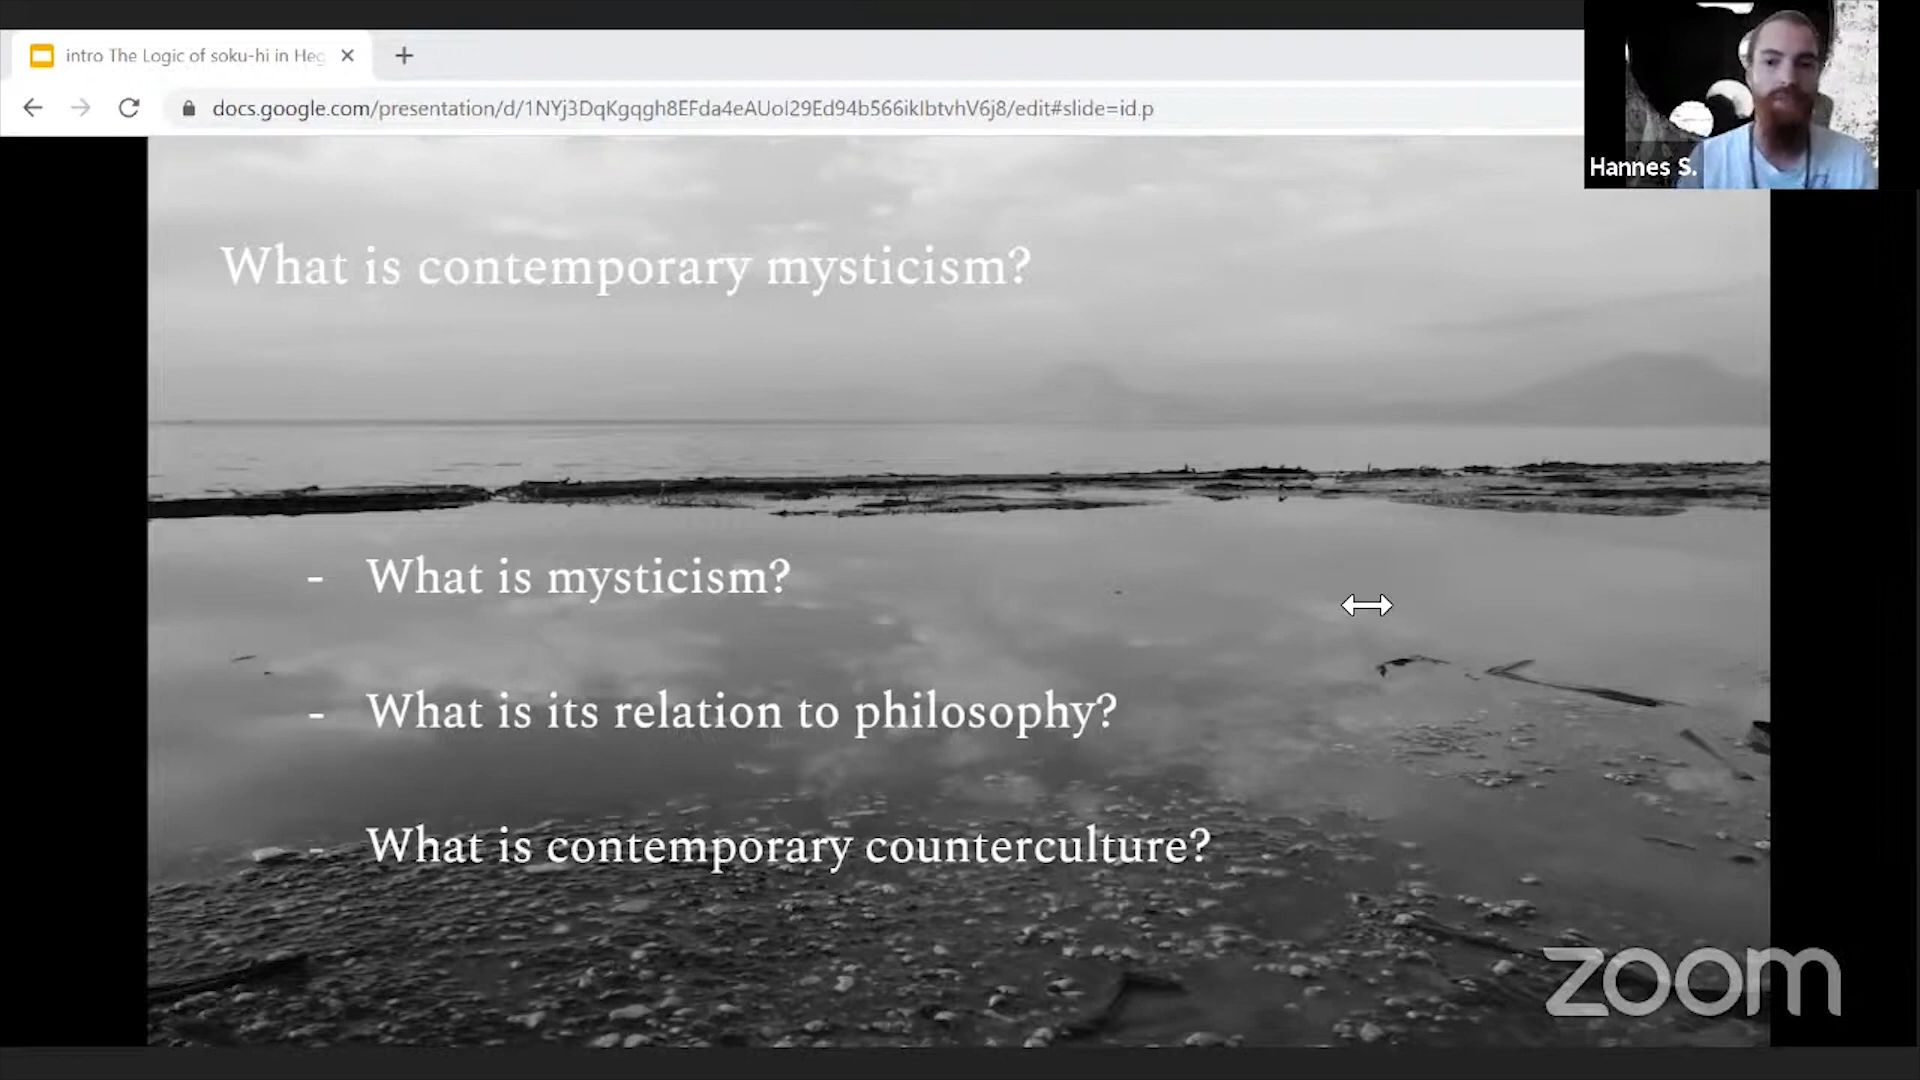 intro The Logic of soku-hi in Heg
docs.google.com/presentation/d/1NYj3DqKgqgh8EFda4eAUoI29Ed94b566ikIbtvhV6j8/edit#slide=id.p
Hannes S.
What is contemporary mysticism?
- What is mysticism?
- What is its relation to philosophy?
- What is contemporary counterculture?
zoom